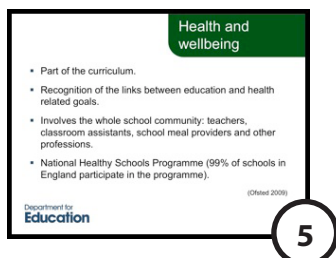 Health and
wellbeing
• Part of the curriculum.
• Recognition of the links between education and health
related goals.
• Involves the whole school community: teachers,
classroom assistants, school meal providers and other
professions.
• National Healthy Schools Programme (99% of schools in
England participate in the programme).
(Ofsted 2009)
Department for
Education
5